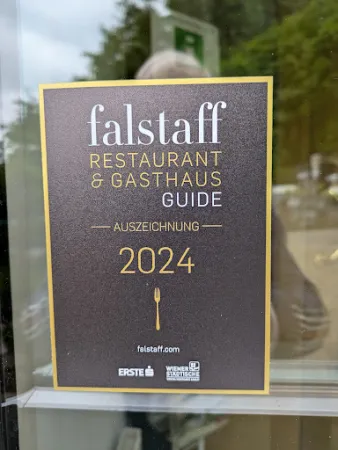 falstaff
RESTAURANT
& GASTHAUS
GUIDE
AUSZEICHNUNG
2024
falstaff.com
ERSTE
WIENER
STÄDTISCHE